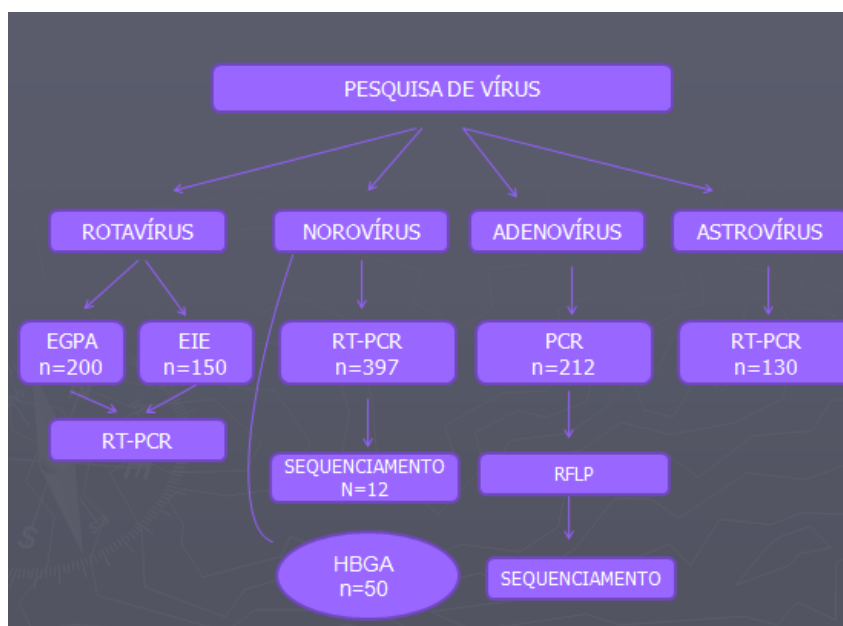 PESQUISA DE VÍRUS
ROTAVÍRUS
NOROVÍRUS
ADENOVÍRUS
ASTROVÍRUS
EGPA
n=200
EIE
n=150
RT-PCR
n=397
PCR
n=212
RT-PCR
n=130
RT-PCR
SEQUENCIAMENTO
N=12
RFLP
HBGA
n=50
SEQUENCIAMENTO